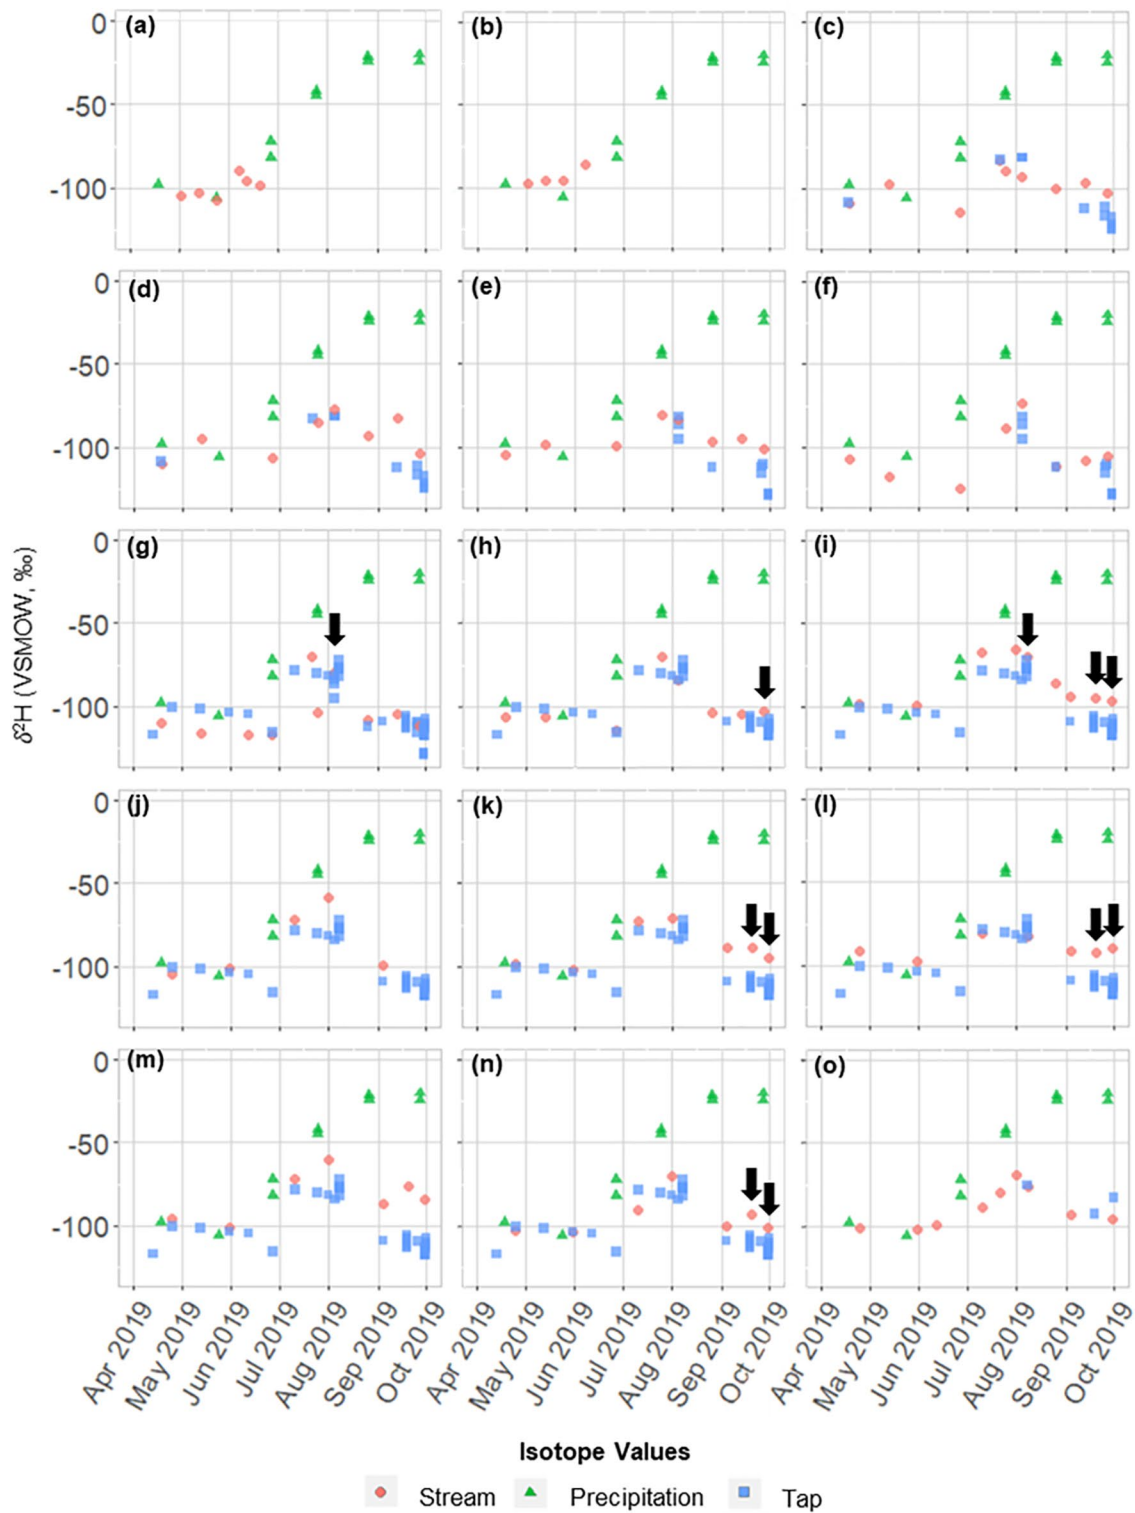 (a) (b) (c)
0
-50
-100
(d) (e) (f)
0
-50
-100
(g) (h) (i)
0
-50
-100
(j) (k) (l)
0
-50
-100
(m) (n) (o)
0
-50
-100
δ²H (VSMOW, ‰)
Apr 2019 May 2019 Jun 2019 Jul 2019 Aug 2019 Sep 2019 Oct 2019 Apr 2019 May 2019 Jun 2019 Jul 2019 Aug 2019 Sep 2019 Oct 2019 Apr 2019 May 2019 Jun 2019 Jul 2019 Aug 2019 Sep 2019 Oct 2019
Isotope Values
Stream Precipitation Tap